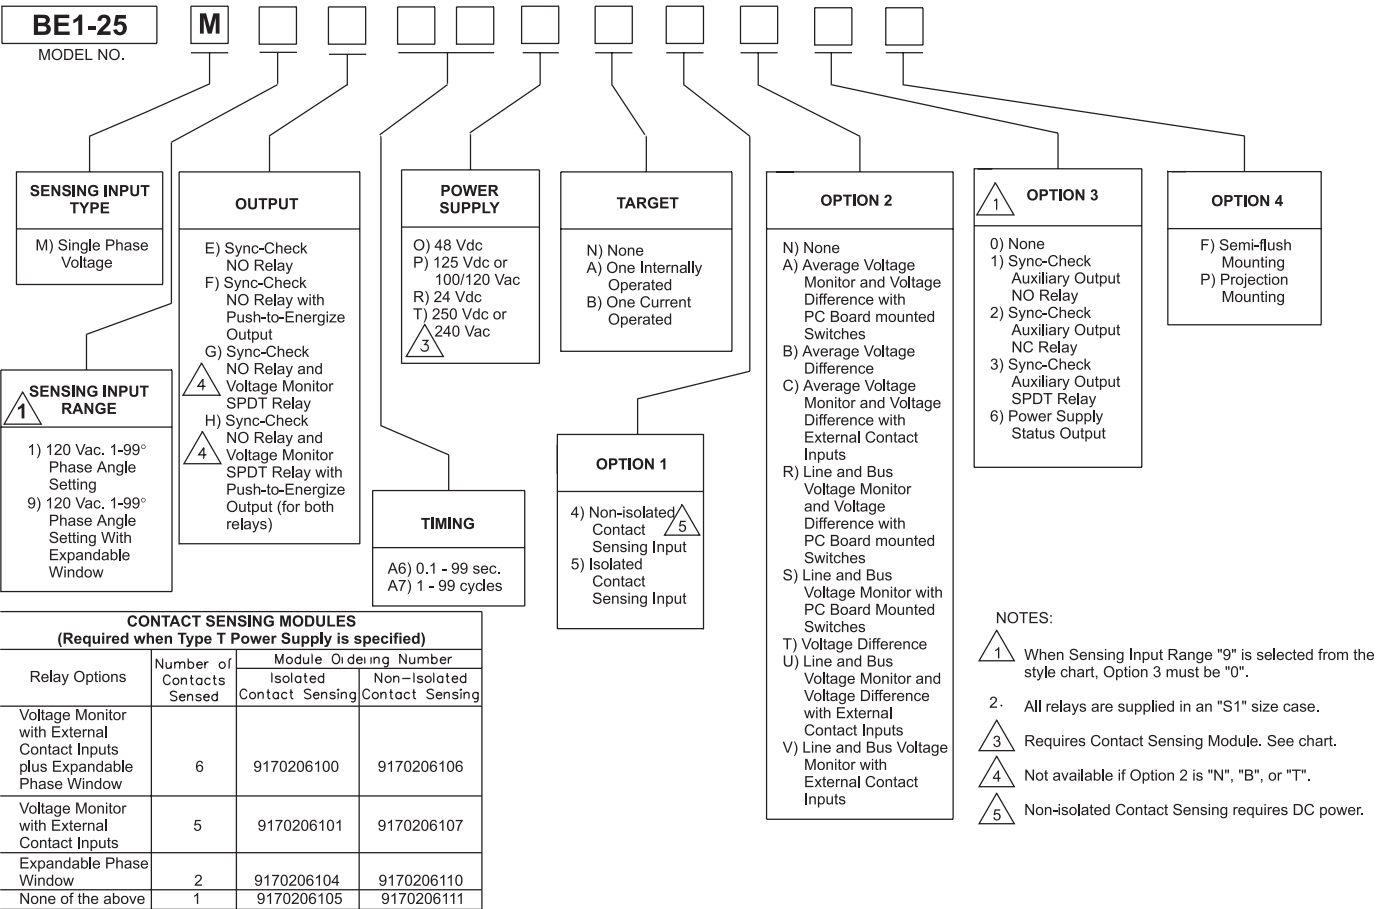 BE1-25
M
MODEL NO.
SENSING INPUT
TYPE
M) Single Phase
Voltage
1
SENSING INPUT
RANGE
1) 120 Vac. 1-99°
Phase Angle
Setting
9) 120 Vac. 1-99°
Phase Angle
Setting With
Expandable
Window
OUTPUT
E) Sync-Check
NO Relay
F) Sync-Check
NO Relay with
Push-to-Energize
Output
G) Sync-Check
NO Relay and
4 Voltage Monitor
SPDT Relay
H) Sync-Check
NO Relay and
4 Voltage Monitor
SPDT Relay with
Push-to-Energize
Output (for both
relays)
TIMING
A6) 0.1 - 99 sec.
A7) 1 - 99 cycles
POWER
SUPPLY
O) 48 Vdc
P) 125 Vdc or
100/120 Vac
R) 24 Vdc
T) 250 Vdc or
240 Vac
3
TARGET
N) None
A) One Internally
Operated
B) One Current
Operated
OPTION 1
4) Non-isolated
Contact 5
Sensing Input
5) Isolated
Contact
Sensing Input
OPTION 2
N) None
A) Average Voltage
Monitor and Voltage
Difference with
PC Board mounted
Switches
B) Average Voltage
Difference
C) Average Voltage
Monitor and Voltage
Difference with
External Contact
Inputs
R) Line and Bus
Voltage Monitor
and Voltage
Difference with
PC Board mounted
Switches
S) Line and Bus
Voltage Monitor with
PC Board Mounted
Switches
T) Voltage Difference
U) Line and Bus
Voltage Monitor and
Voltage Difference
with External
Contact Inputs
V) Line and Bus Voltage
Monitor with
External Contact
Inputs
1 OPTION 3
0) None
1) Sync-Check
Auxiliary Output
NO Relay
2) Sync-Check
Auxiliary Output
NC Relay
3) Sync-Check
Auxiliary Output
SPDT Relay
6) Power Supply
Status Output
OPTION 4
F) Semi-flush
Mounting
P) Projection
Mounting
CONTACT SENSING MODULES
(Required when Type T Power Supply is specified)
Relay Options
Number of
Contacts
Sensed
Module Ordering Number
Isolated
Contact Sensing
Non-Isolated
Contact Sensing
Voltage Monitor
with External
Contact Inputs
plus Expandable 6 9170206100 9170206106
Phase Window
Voltage Monitor
with External 5 9170206101 9170206107
Contact Inputs
Expandable Phase
Window 2 9170206104 9170206110
None of the above 1 9170206105 9170206111
NOTES:
1 When Sensing Input Range "9" is selected from the
style chart, Option 3 must be "0".
2. All relays are supplied in an "S1" size case.
3 Requires Contact Sensing Module. See chart.
4 Not available if Option 2 is "N", "B", or "T".
5 Non-isolated Contact Sensing requires DC power.